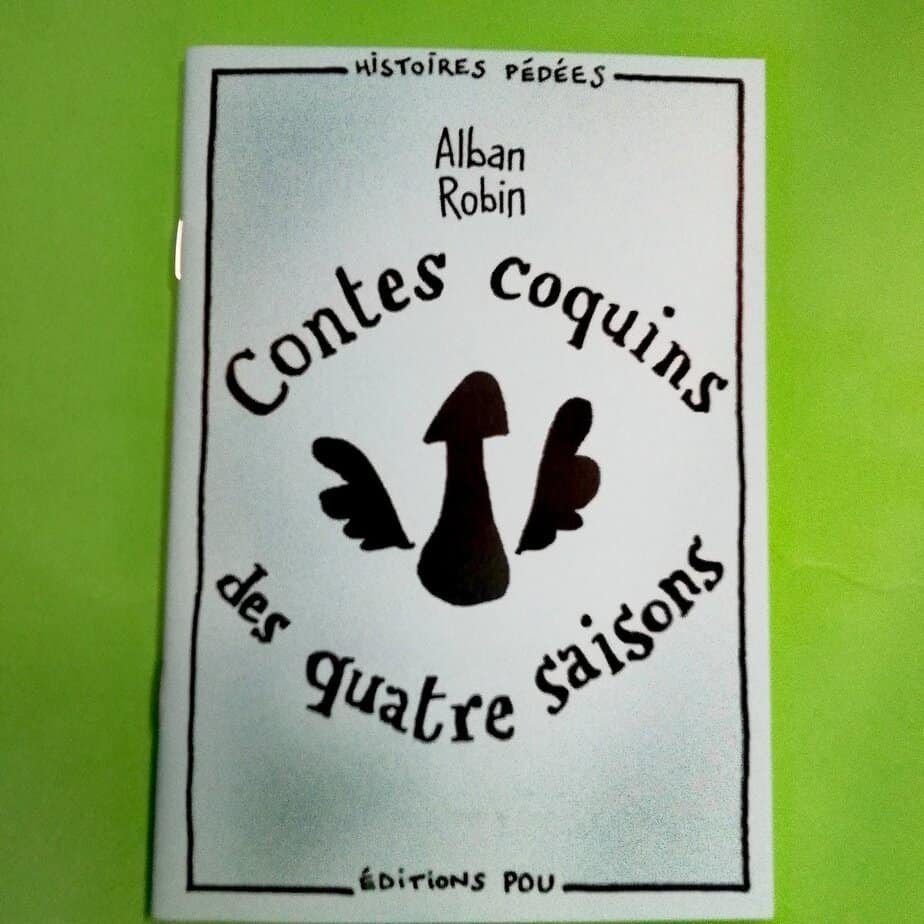 HISTOIRES PÉDÉES
Alban
Robin
Contes coquins
des quatre saisons
ÉDITIONS POU